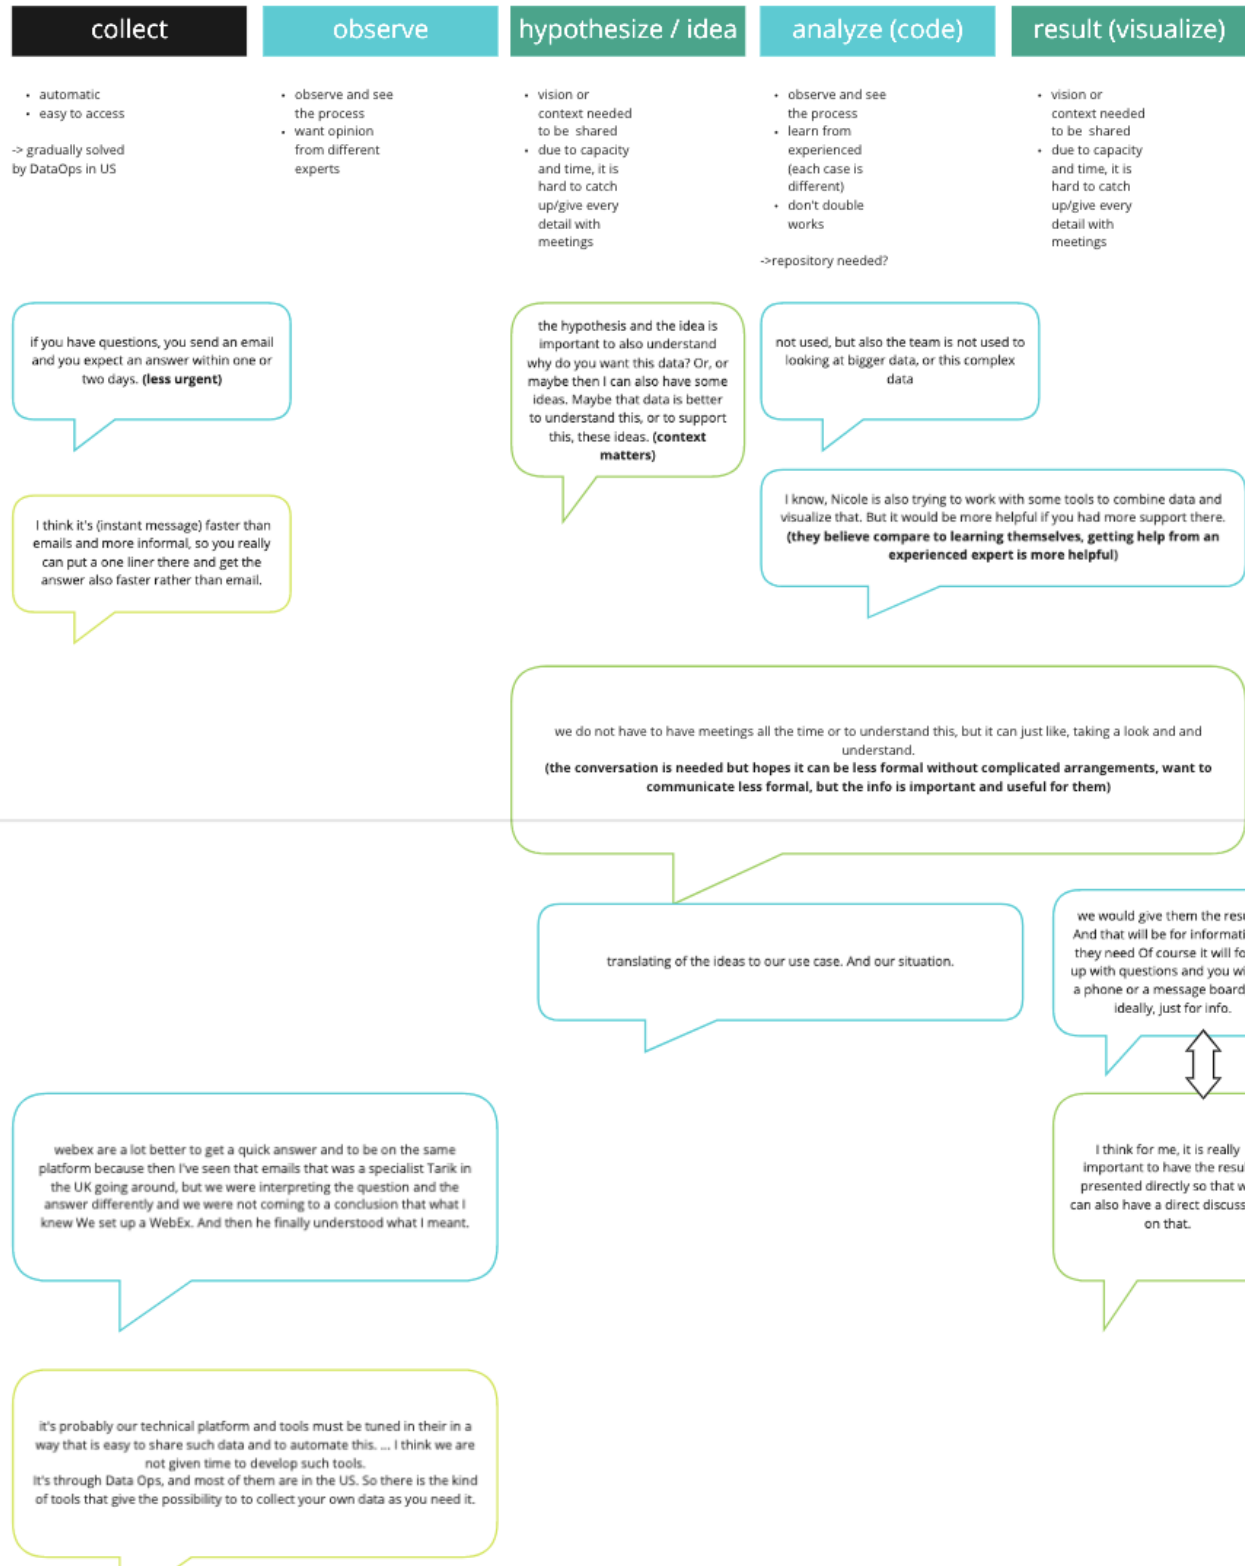 collect
observe
hypothesize / idea
analyze (code)
result (visualize)
• automatic
• easy to access
-> gradually solved
by DataOps in US
• observe and see
the process
• want opinion
from different
experts
• vision or
context needed
to be shared
• due to capacity
and time, it is
hard to catch
up/give every
detail with
meetings
• observe and see
the process
• learn from
experienced
(each case is
different)
• don't double
works
->repository needed?
• vision or
context needed
to be shared
• due to capacity
and time, it is
hard to catch
up/give every
detail with
meetings
if you have questions, you send an email
and you expect an answer within one or
two days. (less urgent)
the hypothesis and the idea is
important to also understand
why do you want this data? Or, or
maybe then I can also have some
ideas. Maybe that data is better
to understand this, or to support
this, these ideas. (context
matters)
not used, but also the team is not used to
looking at bigger data, or this complex
data
I know, Nicole is also trying to work with some tools to combine data and
visualize that. But it would be more helpful if you had more support there.
(they believe compare to learning themselves, getting help from an
experienced expert is more helpful)
I think it's (instant message) faster than
emails and more informal, so you really
can put a one liner there and get the
answer also faster rather than email.
we do not have to have meetings all the time or to understand this, but it can just like, taking a look and and
understand.
(the conversation is needed but hopes it can be less formal without complicated arrangements, want to
communicate less formal, but the info is important and useful for them)
translating of the ideas to our use case. And our situation.
we would give them the resu
And that will be for informati
they need Of course it will fo
up with questions and you wi
a phone or a message board
ideally, just for info.
webex are a lot better to get a quick answer and to be on the same
platform because then I've seen that emails that was a specialist Tarik in
the UK going around, but we were interpreting the question and the
answer differently and we were not coming to a conclusion that what I
knew We set up a WebEx. And then he finally understood what I meant.
I think for me, it is really
important to have the resul
presented directly so that w
can also have a direct discuss
on that.
it's probably our technical platform and tools must be tuned in their in a
way that is easy to share such data and to automate this. ... I think we are
not given time to develop such tools.
It's through Data Ops, and most of them are in the US. So there is the kind
of tools that give the possibility to to collect your own data as you need it.